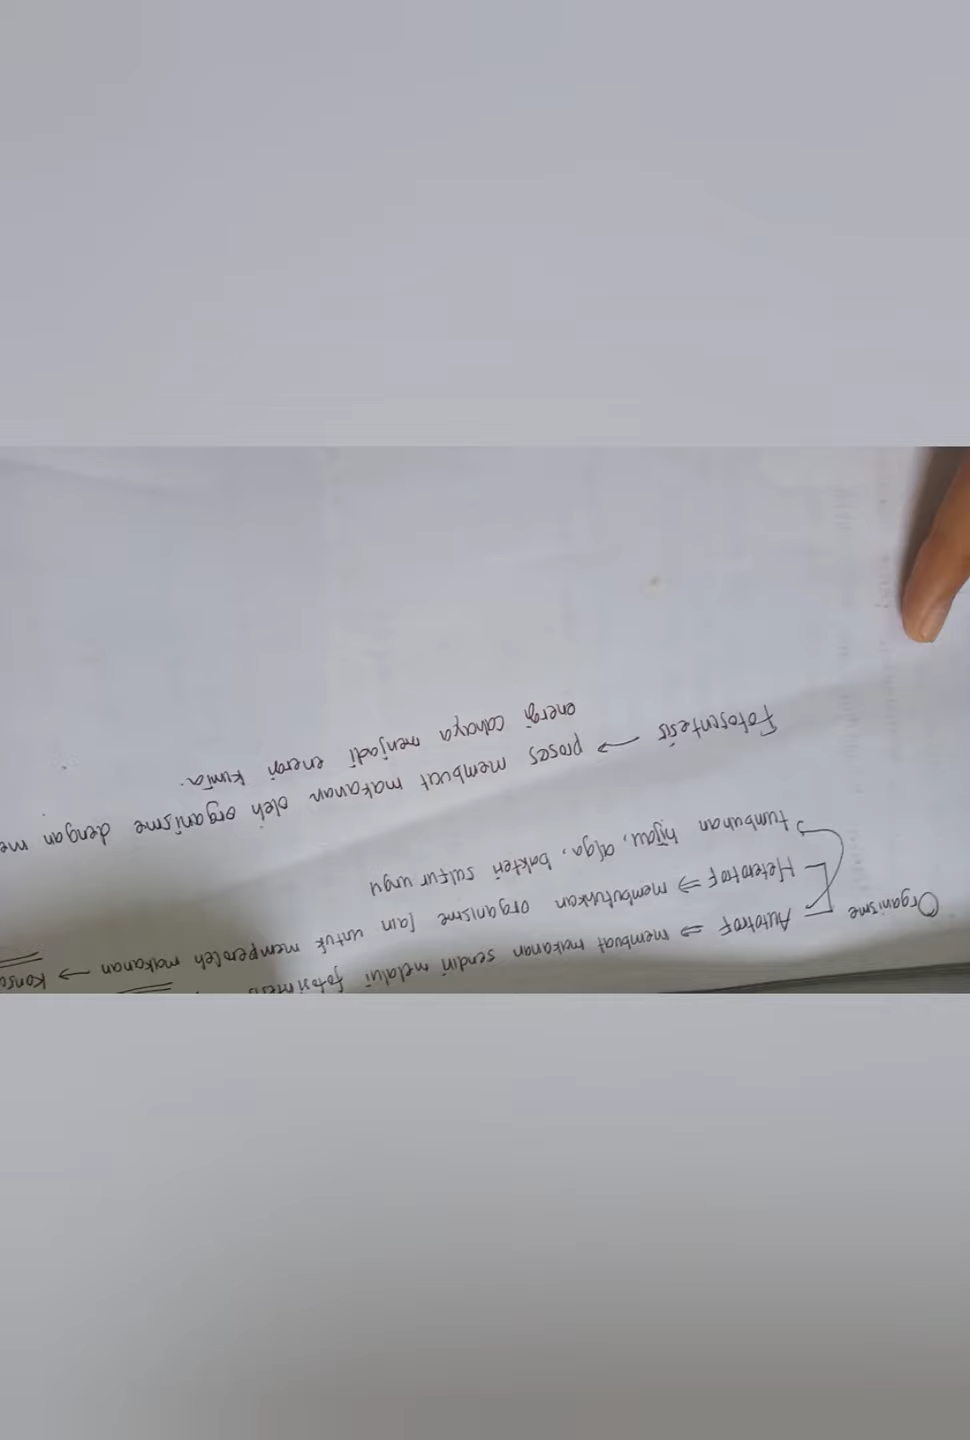 Organisme
Autotrof ⇒ membuat makanan sendiri melalui
Heterotrof ⇒ membutuhkan organisme lain untuk memperoleh makanan →
tumbuhan hijau, alga, bakteri sulfur ungu
Fotosintesis → proses membuat makanan oleh organisme dengan
energi cahaya menjadi energi kimia.